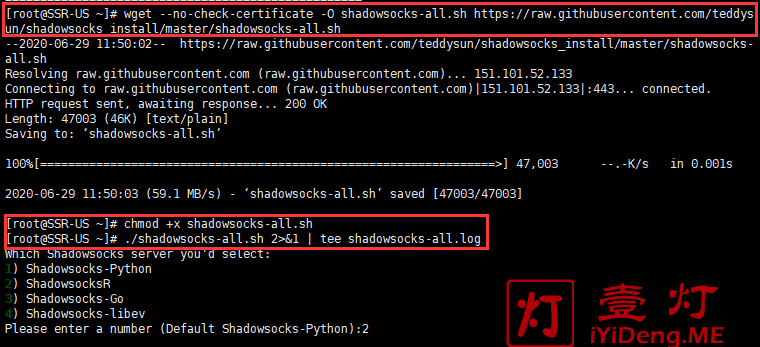 [root@SSR-US ~]# wget --no-check-certificate -O shadowsocks-all.sh https://raw.githubusercontent.com/teddys
un/shadowsocks_install/master/shadowsocks-all.sh
--2020-06-29 11:50:02--  https://raw.githubusercontent.com/teddysun/shadowsocks_install/master/shadowsocks-
all.sh
Resolving raw.githubusercontent.com (raw.githubusercontent.com)... 151.101.52.133
Connecting to raw.githubusercontent.com (raw.githubusercontent.com)|151.101.52.133|:443... connected.
HTTP request sent, awaiting response... 200 OK
Length: 47003 (46K) [text/plain]
Saving to: ‘shadowsocks-all.sh’
100%[=========================================================>] 47,003      --.-K/s   in 0.001s
2020-06-29 11:50:03 (59.1 MB/s) - ‘shadowsocks-all.sh’ saved [47003/47003]
[root@SSR-US ~]# chmod +x shadowsocks-all.sh
[root@SSR-US ~]# ./shadowsocks-all.sh 2>&1 | tee shadowsocks-all.log
Which Shadowsocks server you'd select:
1) Shadowsocks-Python
2) ShadowsocksR
3) Shadowsocks-Go
4) Shadowsocks-libev
Please enter a number (Default Shadowsocks-Python):2
灯 壹灯
iYiDeng.ME